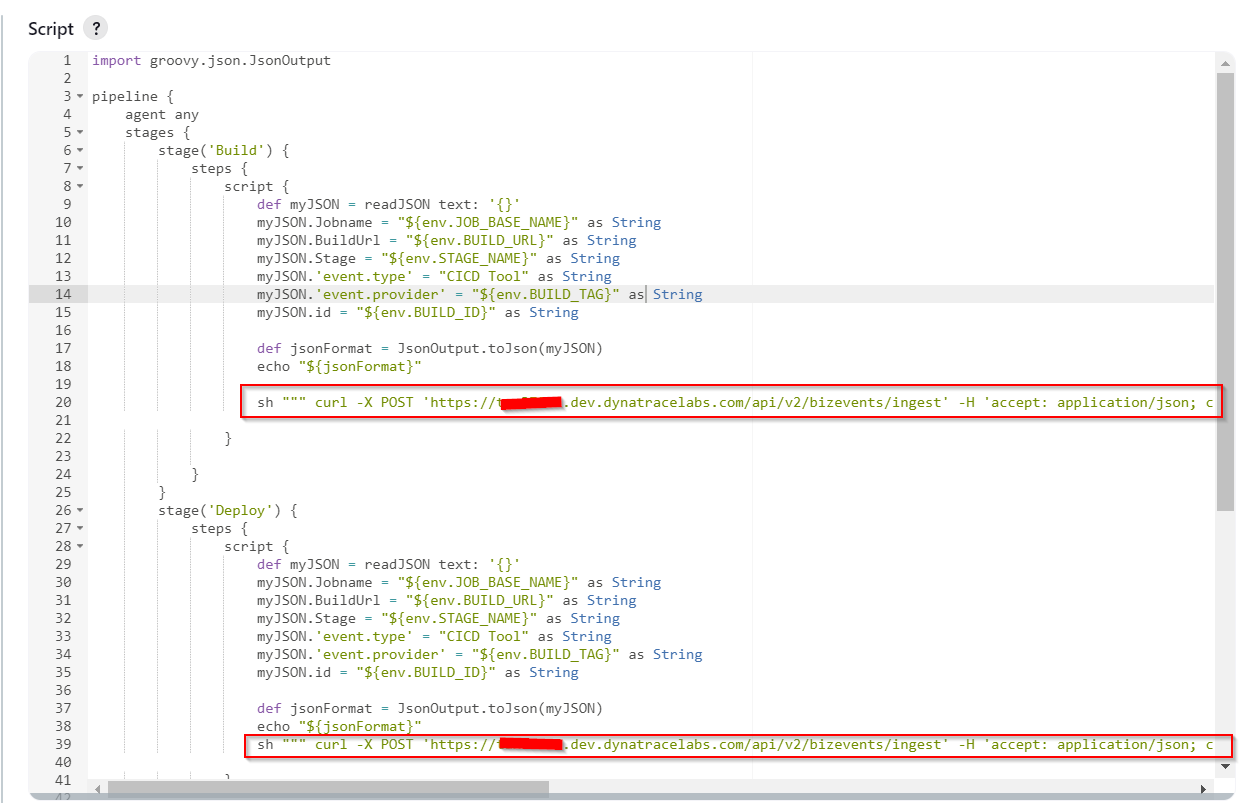 Script ?
1 import groovy.json.JsonOutput
2
3 pipeline {
4 agent any
5 stages {
6 stage('Build') {
7 steps {
8 script {
9 def myJSON = readJSON text: '{}'
10 myJSON.Jobname = "${env.JOB_BASE_NAME}" as String
11 myJSON.BuildUrl = "${env.BUILD_URL}" as String
12 myJSON.Stage = "${env.STAGE_NAME}" as String
13 myJSON.'event.type' = "CICD Tool" as String
14 myJSON.'event.provider' = "${env.BUILD_TAG}" as String
15 myJSON.id = "${env.BUILD_ID}" as String
16
17 def jsonFormat = JsonOutput.toJson(myJSON)
18 echo "${jsonFormat}"
19
20 sh """ curl -X POST 'https://t .dev.dynatracelabs.com/api/v2/bizevents/ingest' -H 'accept: application/json; c
21
22 }
23
24 }
25 }
26 stage('Deploy') {
27 steps {
28 script {
29 def myJSON = readJSON text: '{}'
30 myJSON.Jobname = "${env.JOB_BASE_NAME}" as String
31 myJSON.BuildUrl = "${env.BUILD_URL}" as String
32 myJSON.Stage = "${env.STAGE_NAME}" as String
33 myJSON.'event.type' = "CICD Tool" as String
34 myJSON.'event.provider' = "${env.BUILD_TAG}" as String
35 myJSON.id = "${env.BUILD_ID}" as String
36
37 def jsonFormat = JsonOutput.toJson(myJSON)
38 echo "${jsonFormat}"
39 sh """ curl -X POST 'https://t .dev.dynatracelabs.com/api/v2/bizevents/ingest' -H 'accept: application/json; c
40
41 }
42